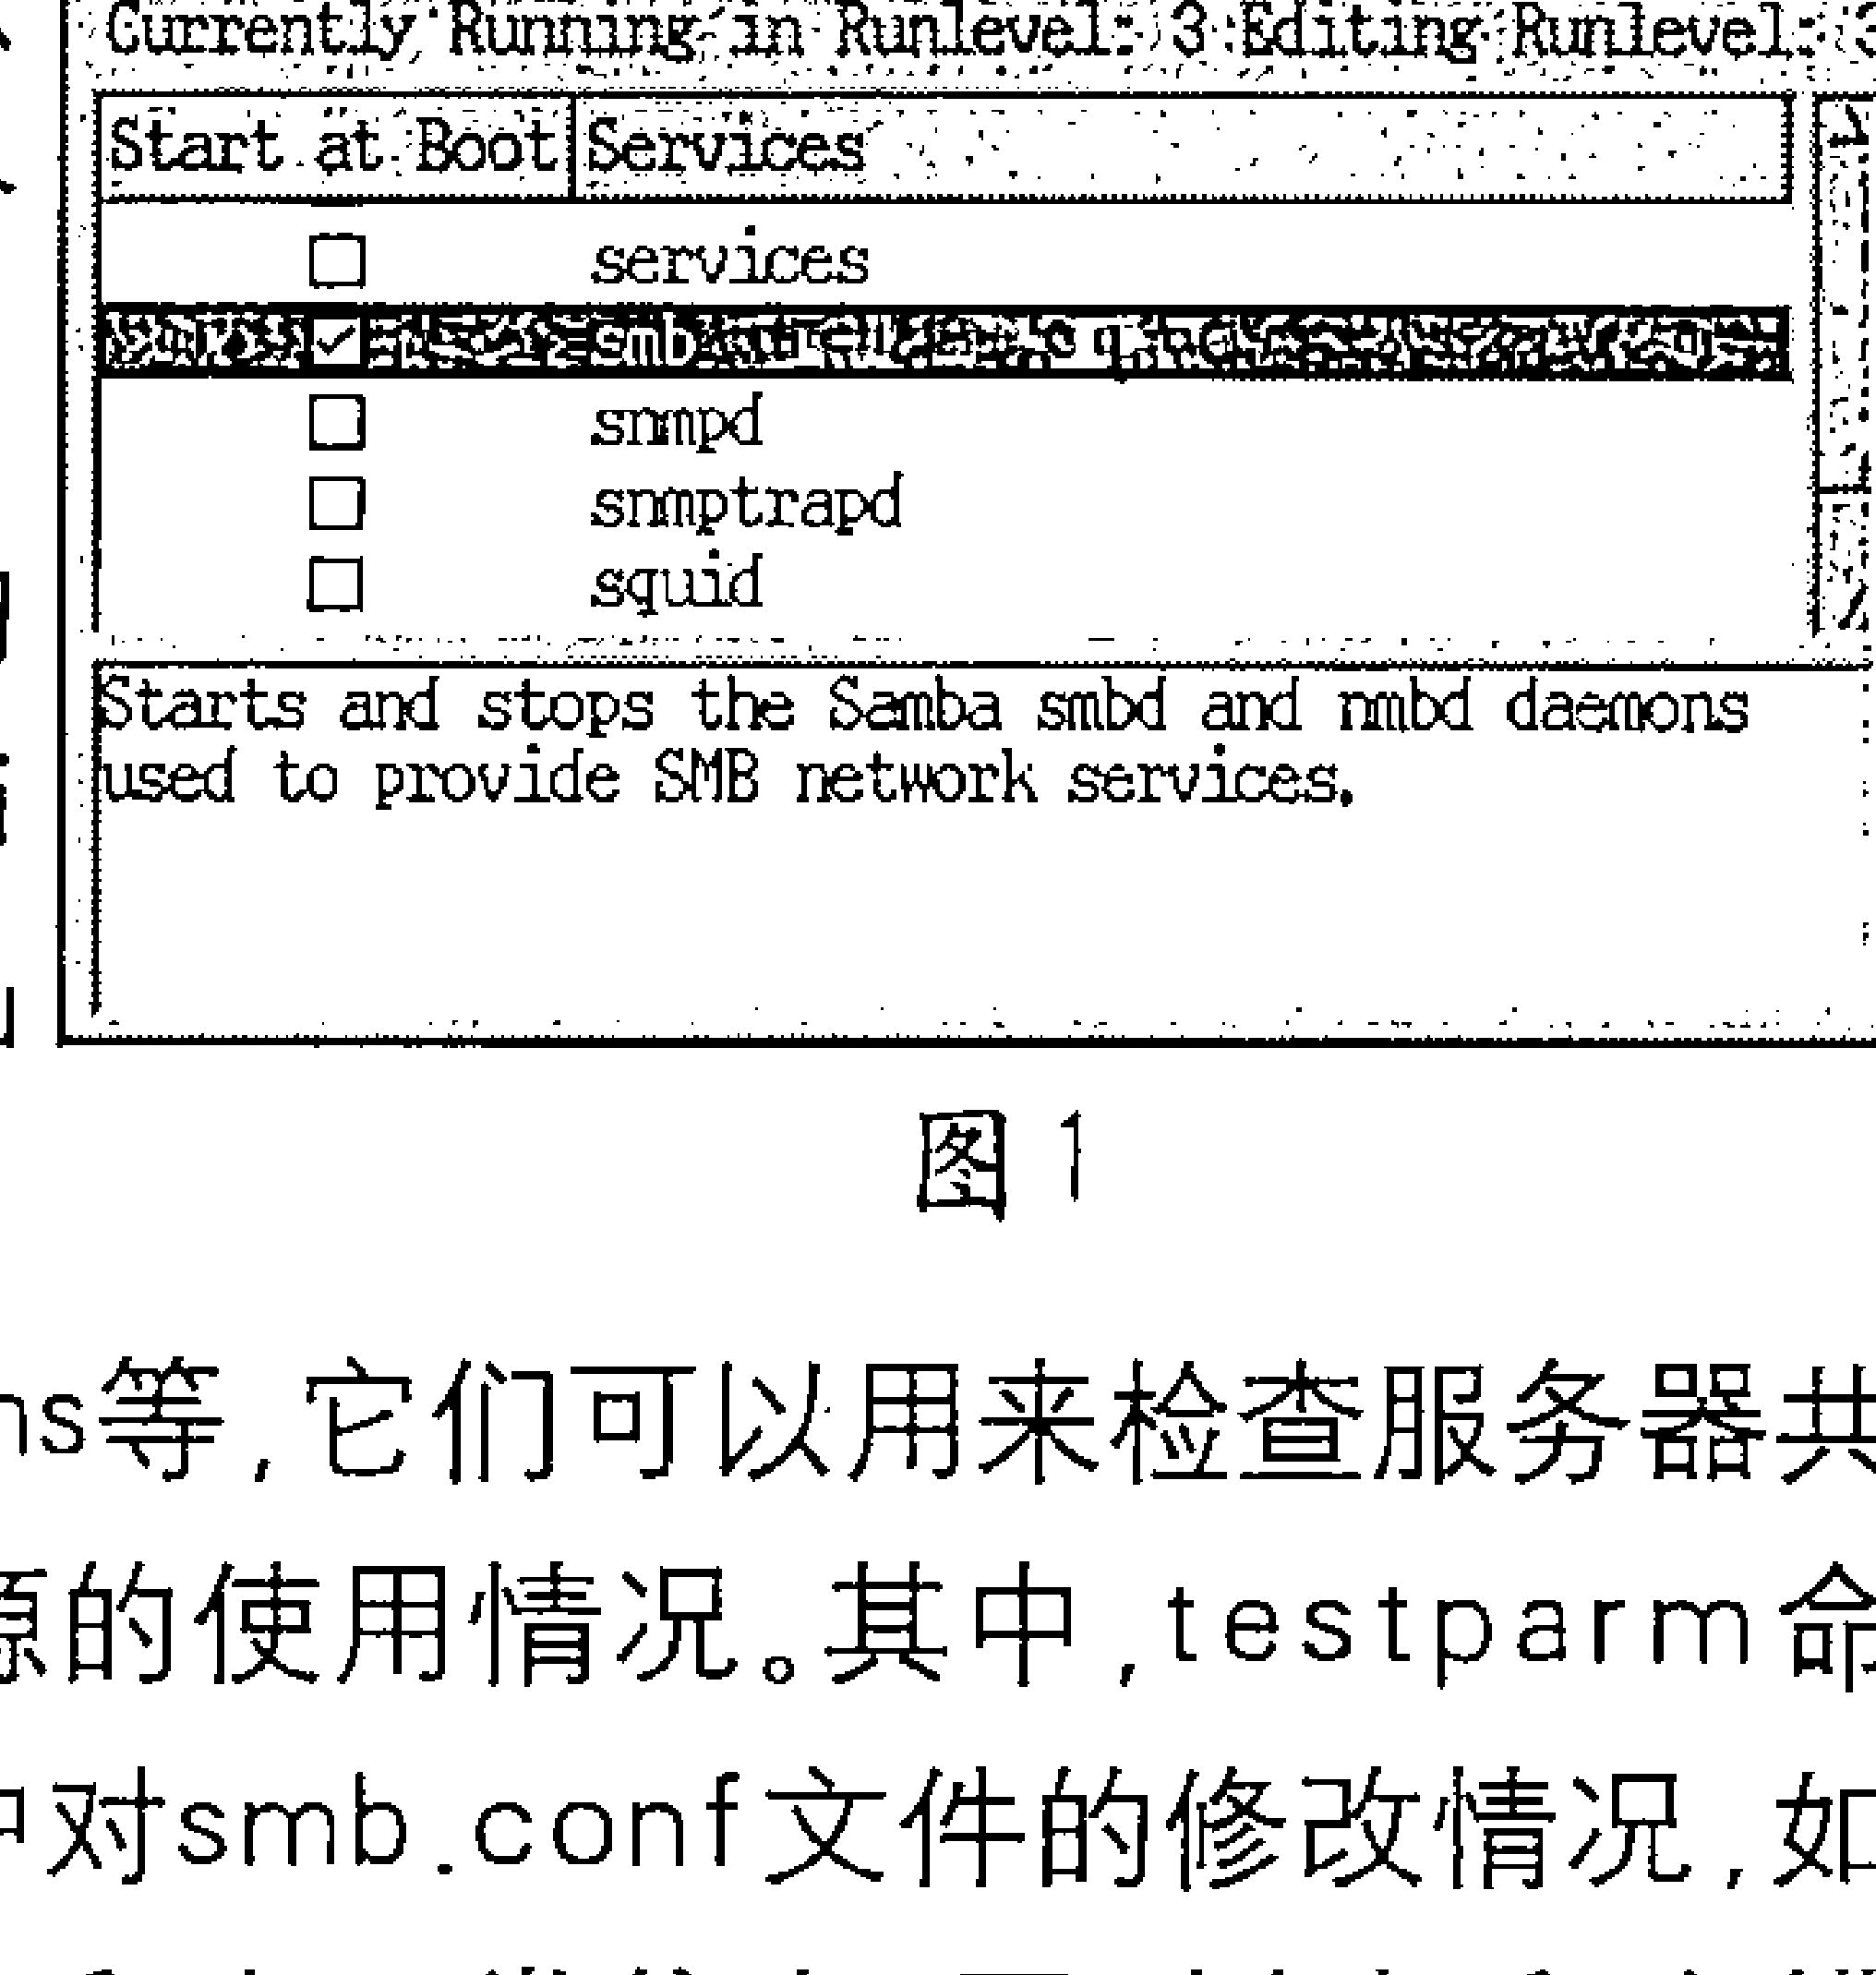 Currently Running in Runlevel: 3 Editing Runlevel: 3
Start at Boot Services
services
smb
snmpd
snmptrapd
squid
Starts and stops the Samba smbd and nmbd daemons
used to provide SMB network services.
图 1
ns等,它们可以用来检查服务器共
源的使用情况。其中,testparm命
中对smb.conf文件的修改情况,如